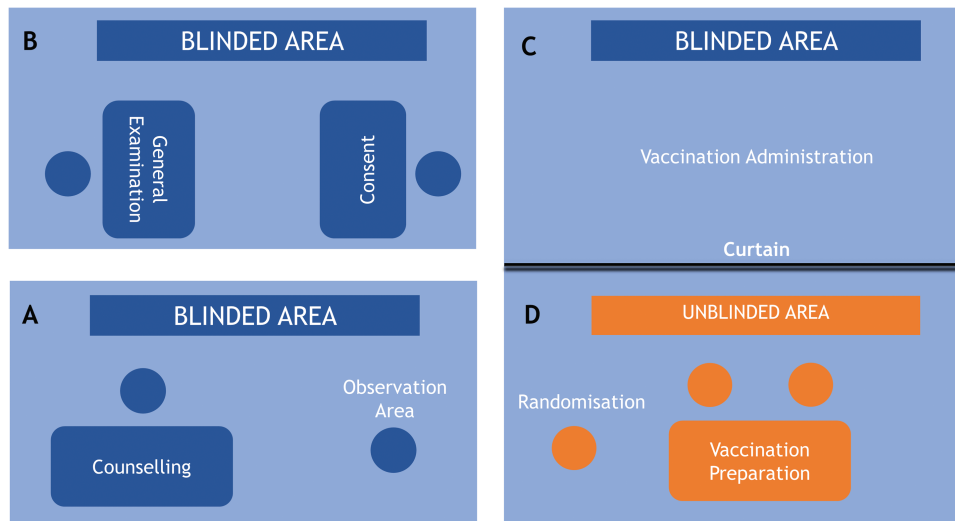 B
BLINDED AREA
General
Examination
Consent
C
BLINDED AREA
Vaccination Administration
Curtain
A
BLINDED AREA
Observation
Area
Counselling
D
UNBLINDED AREA
Randomisation
Vaccination
Preparation